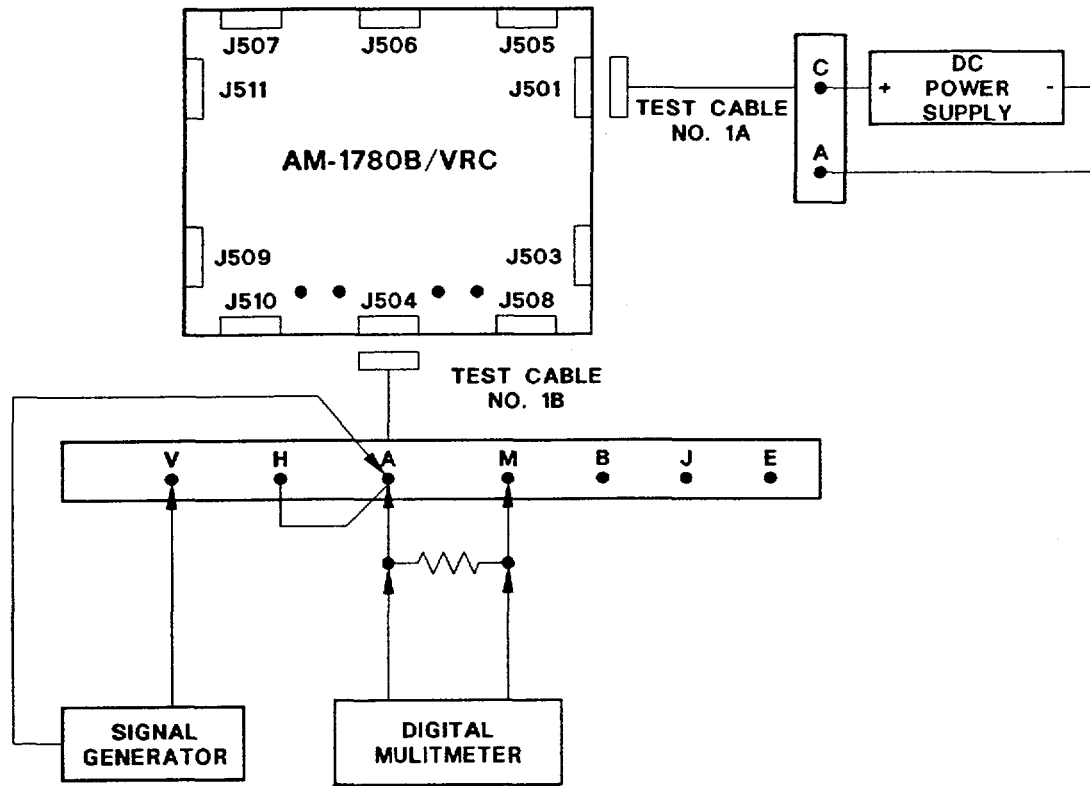 J507 J506 J505
J511 J501
AM-1780B/VRC
J509 J503
J510 J504 J508
TEST CABLE
NO. 1A
C
A
+ DC -
POWER
SUPPLY
TEST CABLE
NO. 1B
V H A M B J E
SIGNAL
GENERATOR
DIGITAL
MULITMETER